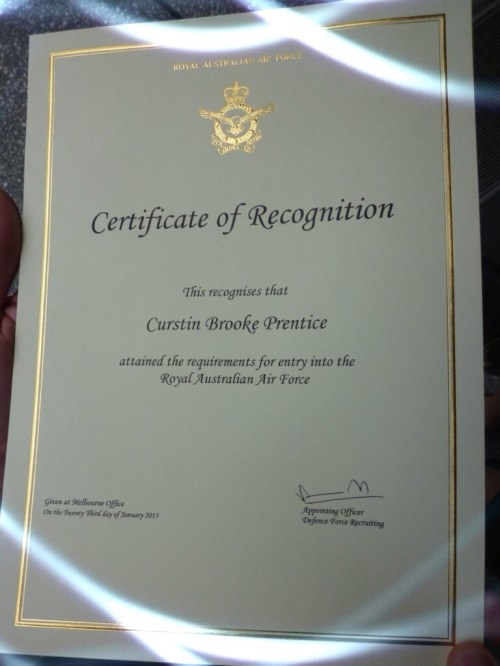 ROYAL AUSTRALIAN AIR FORCE
Certificate of Recognition
This recognises that
Curstin Brooke Prentice
attained the requirements for entry into the
Royal Australian Air Force
Given at Melbourne Office
On the Twenty Third day of January 2013
Appointing Officer
Defence Force Recruiting